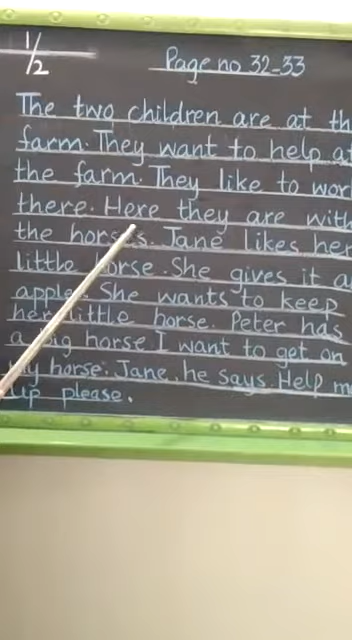 1/2
Page no 32-33
The two children are at th
farm. They want to help at
the farm. They like to wor
there. Here they are with
the horses. Jane likes her
little horse. She gives it a
apple. She wants to keep
her little horse. Peter has
a big horse I want to get on
my horse. Jane, he says. Help m
up please.